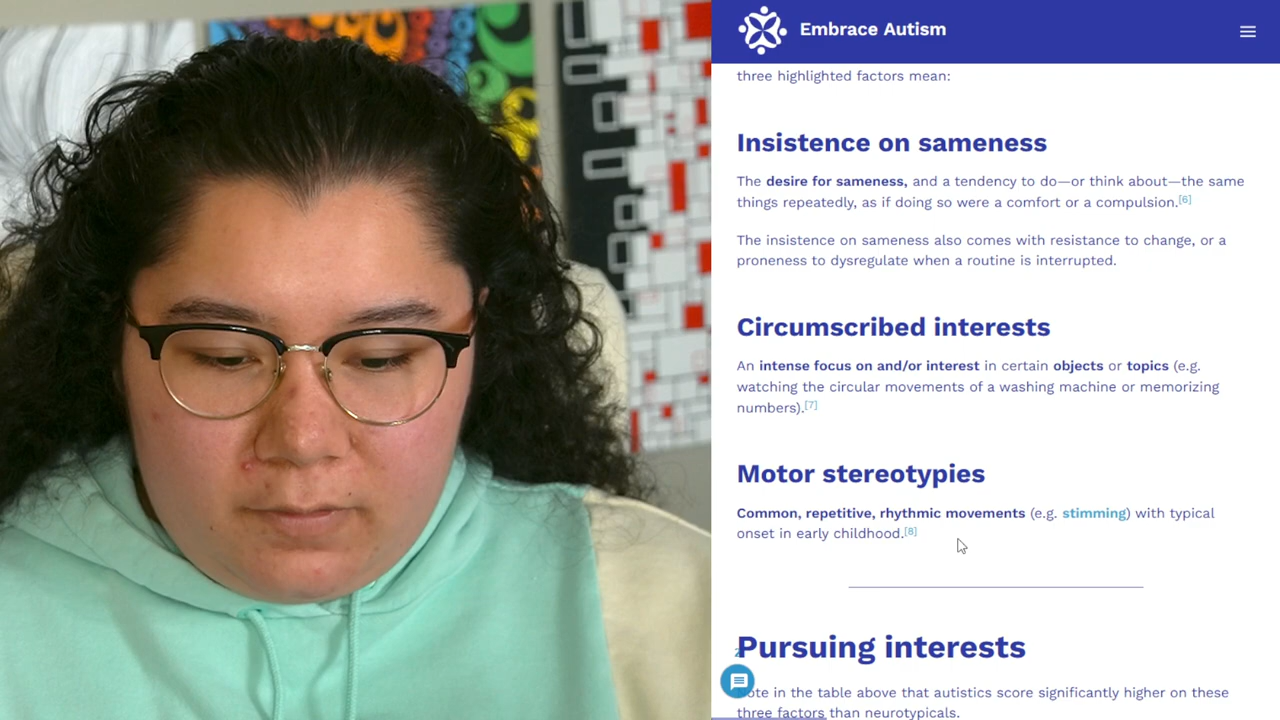 Embrace Autism
three highlighted factors mean:
Insistence on sameness
The desire for sameness, and a tendency to do—or think about—the same
things repeatedly, as if doing so were a comfort or a compulsion.[6]
The insistence on sameness also comes with resistance to change, or a
proneness to dysregulate when a routine is interrupted.
Circumscribed interests
An intense focus on and/or interest in certain objects or topics (e.g.
watching the circular movements of a washing machine or memorizing
numbers).[7]
Motor stereotypies
Common, repetitive, rhythmic movements (e.g. stimming) with typical
onset in early childhood.[8]
Pursuing interests
ote in the table above that autistics score significantly higher on these
three factors than neurotypicals.